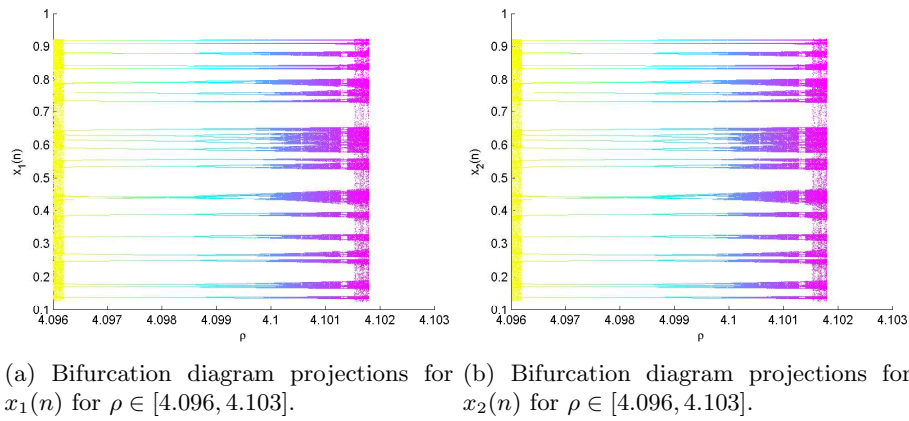 1
0.9
0.8
0.7
0.6
0.5
0.4
0.3
0.2
0.1
x₁(n)
4.096 4.097 4.098 4.099 4.1 4.101 4.102 4.103
ρ
1
0.9
0.8
0.7
0.6
0.5
0.4
0.3
0.2
0.1
x₂(n)
4.096 4.097 4.098 4.099 4.1 4.101 4.102 4.103
ρ
(a) Bifurcation diagram projections for
x₁(n) for ρ ∈ [4.096, 4.103].
(b) Bifurcation diagram projections for
x₂(n) for ρ ∈ [4.096, 4.103].